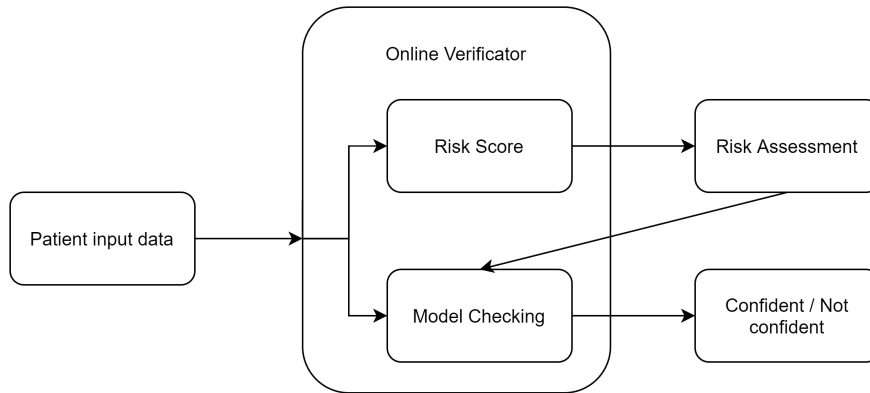 Online Verificator
Risk Score
Risk Assessment
Patient input data
Model Checking
Confident / Not
confident